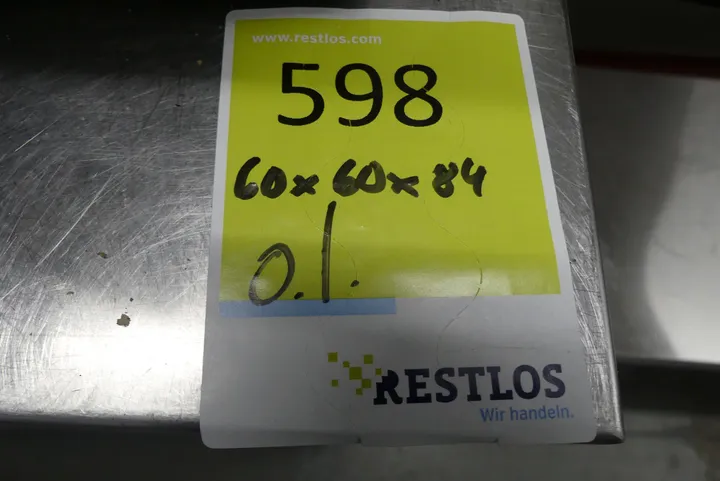 www.restlos.com
598
60x60x84
0.1.
RESTLOS
Wir handeln.